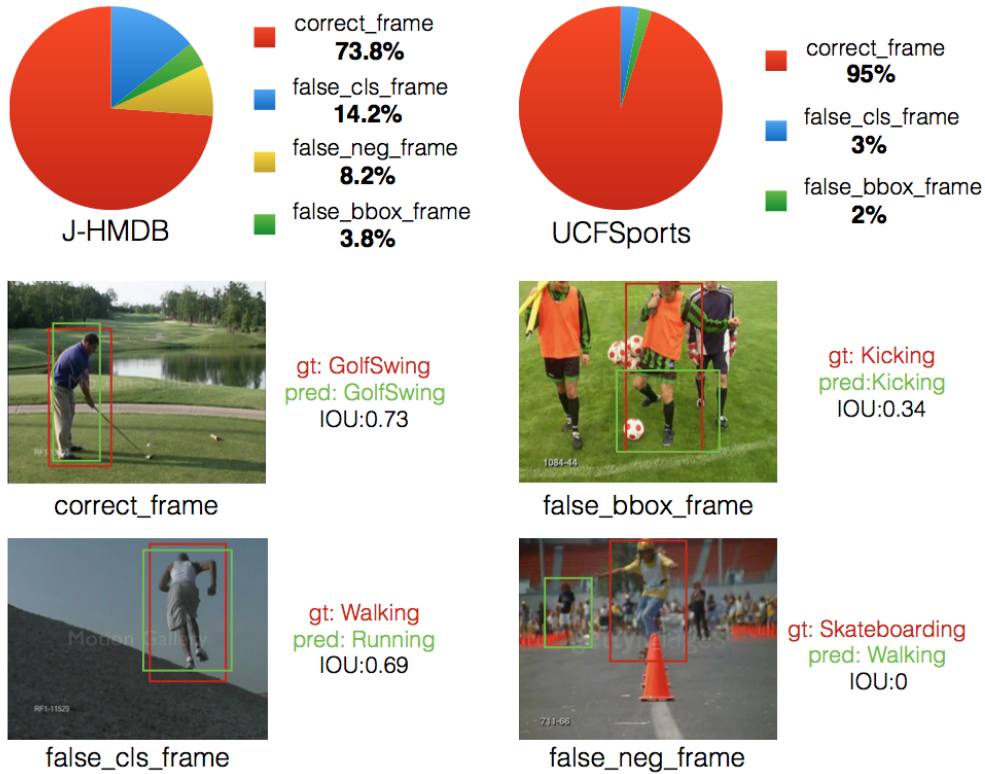 correct_frame
73.8%
false_cls_frame
14.2%
false_neg_frame
8.2%
false_bbox_frame
3.8%
J-HMDB
correct_frame
95%
false_cls_frame
3%
false_bbox_frame
2%
UCFSports
gt: GolfSwing
pred: GolfSwing
IOU:0.73
correct_frame
1084-44
gt: Kicking
pred:Kicking
IOU:0.34
false_bbox_frame
Motion Gallery
RF1-11529
gt: Walking
pred: Running
IOU:0.69
false_cls_frame
711-66
gt: Skateboarding
pred: Walking
IOU:0
false_neg_frame